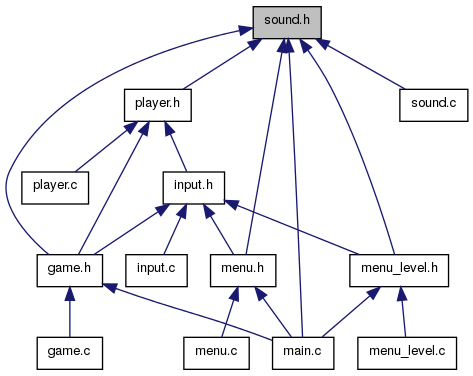 sound.h
player.h
sound.c
player.c
input.h
game.h
input.c
menu.h
menu_level.h
game.c
menu.c
main.c
menu_level.c